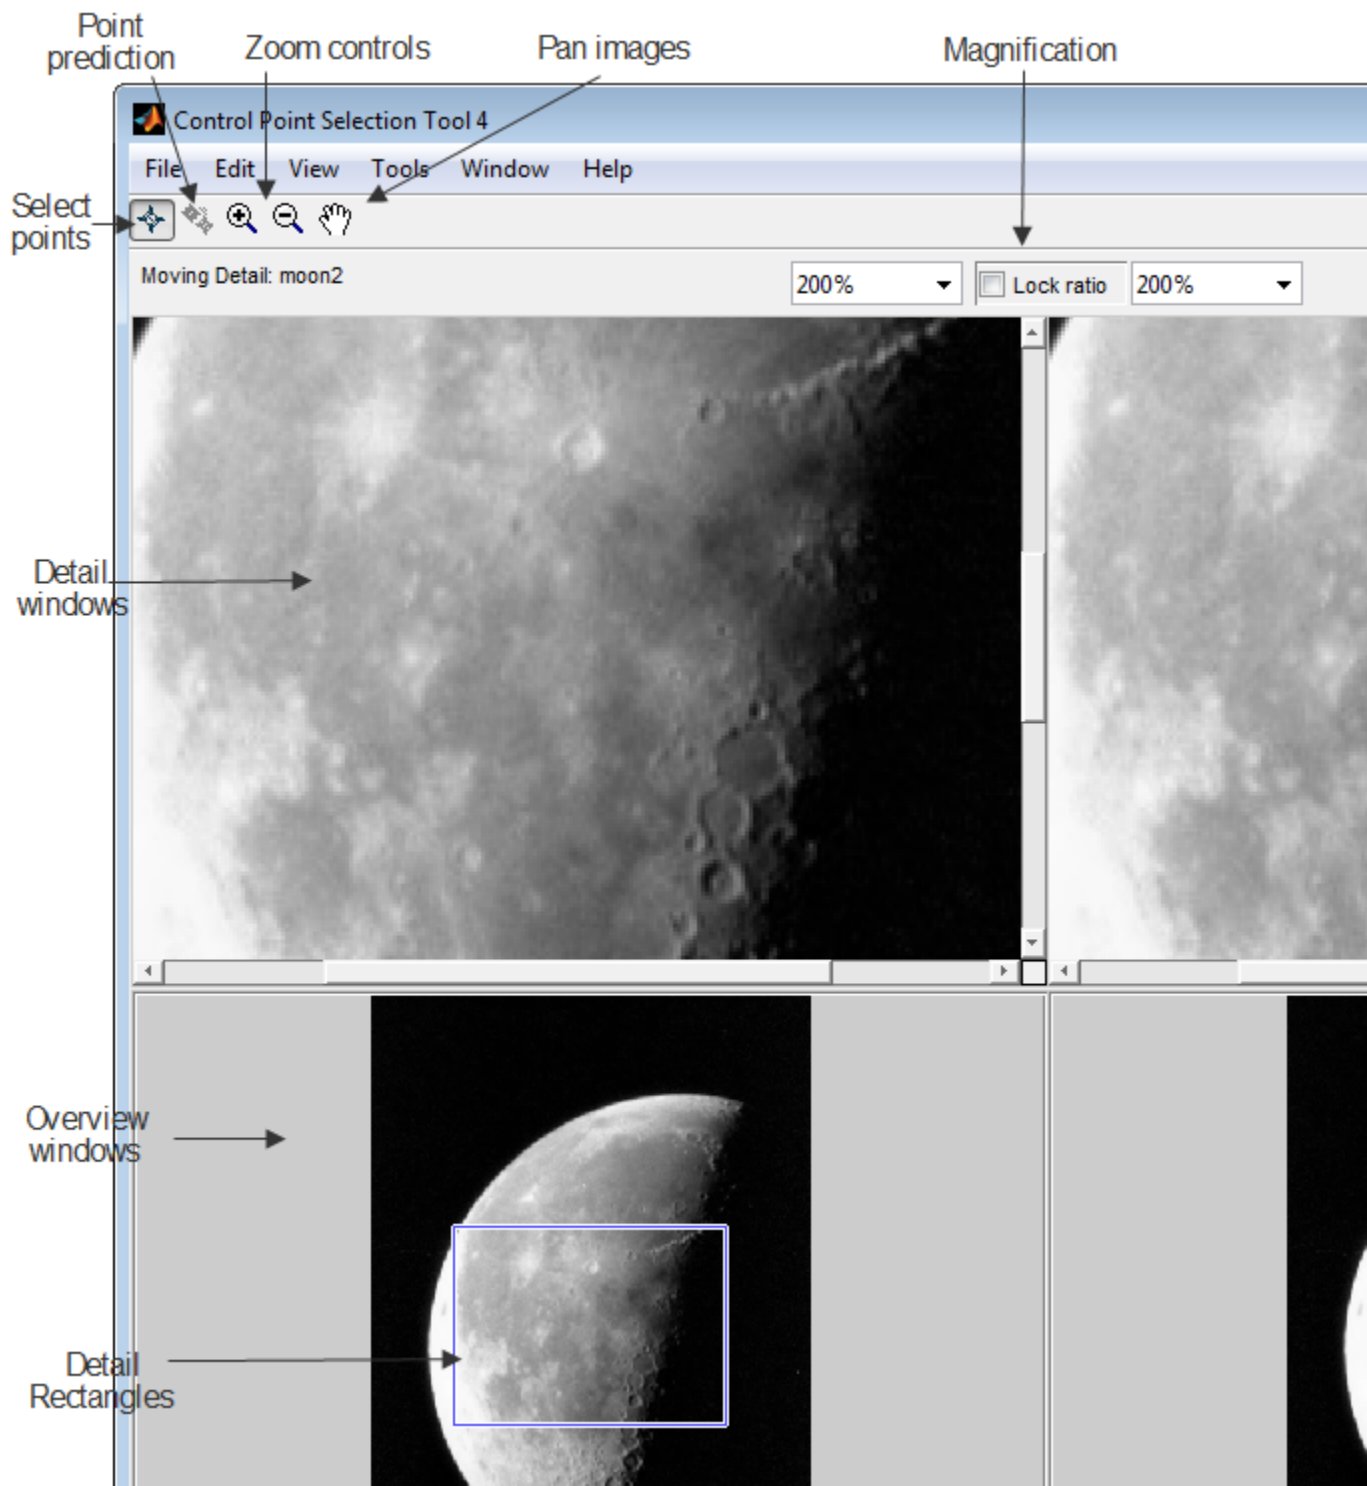 Point
prediction
Zoom controls
Pan images
Magnification
Control Point Selection Tool 4
File Edit View Tools Window Help
Select
points
Moving Detail: moon2
200%
Lock ratio
200%
Detail
windows
Overview
windows
Detail
Rectangles